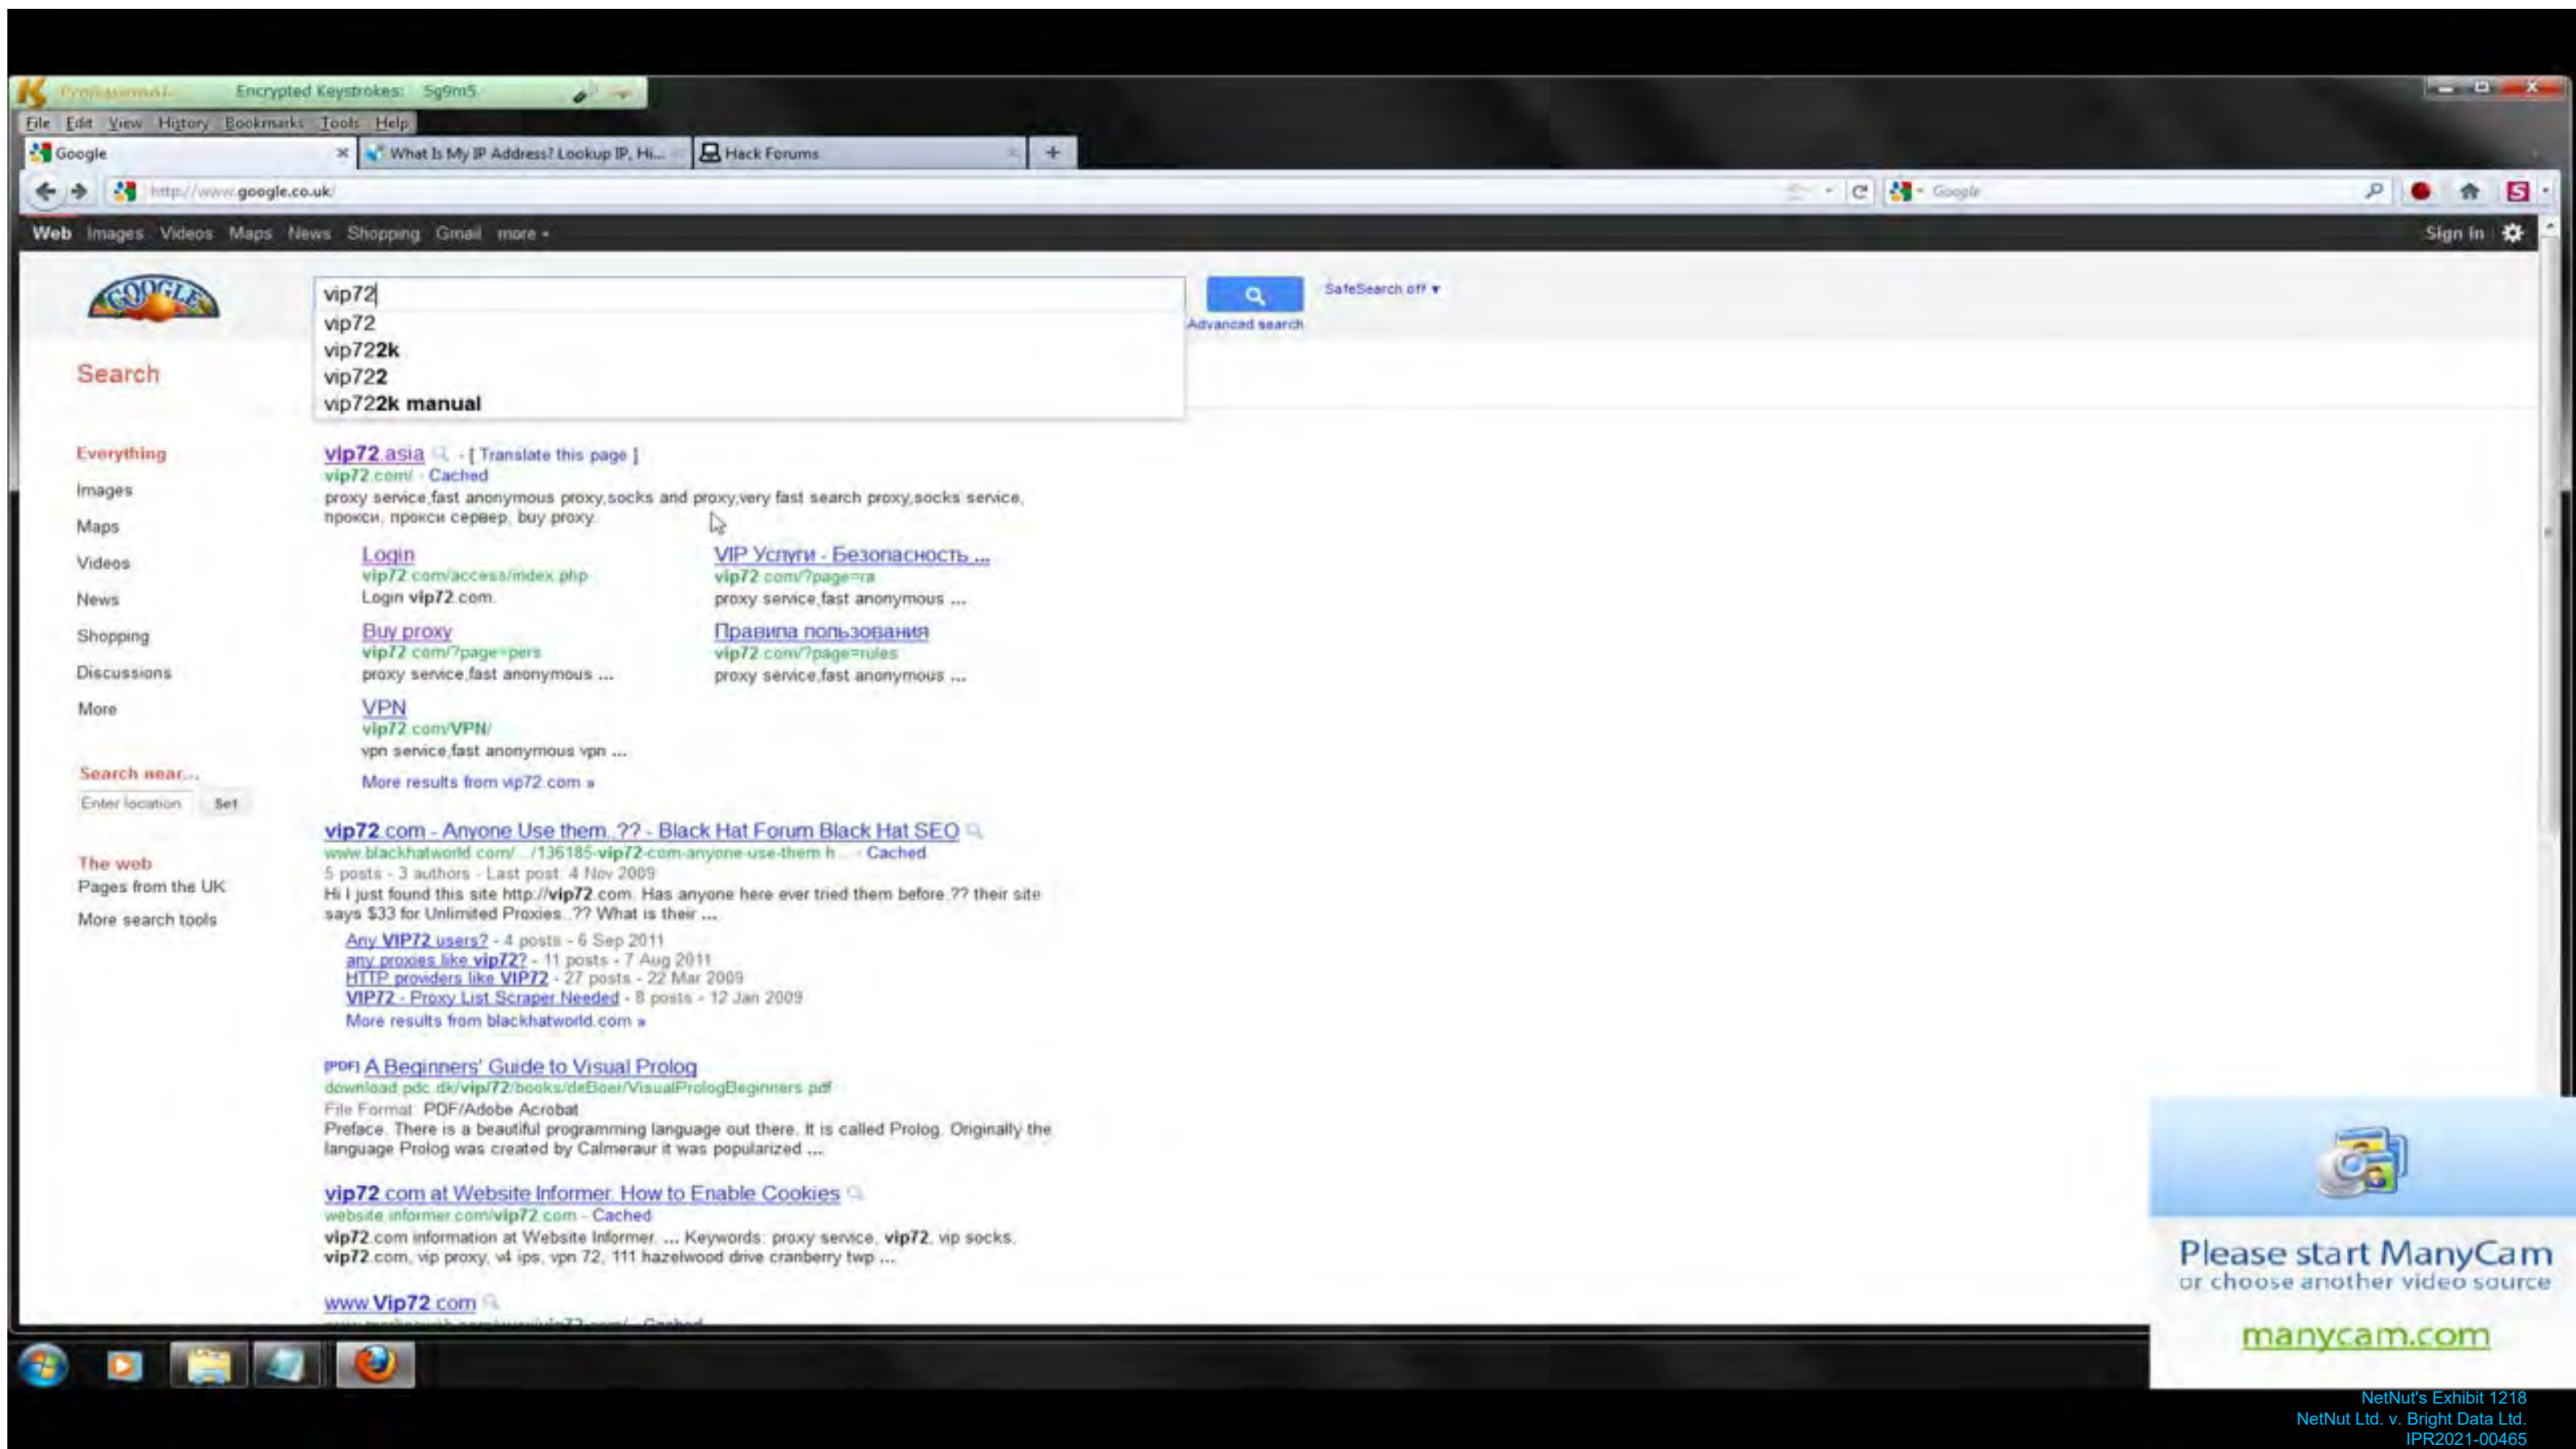 Professional Encrypted Keystrokes: 5g9m5
File Edit View History Bookmarks Tools Help
Google What Is My IP Address? Lookup IP, Hi... Hack Forums
http://www.google.co.uk/ Google
Web Images Videos Maps News Shopping Gmail more Sign in
GOOGLE vip72 SafeSearch off
Advanced search
vip72
vip722k
vip722
vip722k manual
Search
Everything
Images
Maps
Videos
News
Shopping
Discussions
More
Search near...
Enter location Set
The web
Pages from the UK
More search tools
vip72.asia - [ Translate this page ]
vip72.com/ - Cached
proxy service,fast anonymous proxy,socks and proxy,very fast search proxy,socks service,
прокси, прокси сервер, buy proxy.
Login
vip72.com/access/index.php
Login vip72.com.
VIP Услуги - Безопасность ...
vip72.com/?page=ra
proxy service,fast anonymous ...
Buy proxy
vip72.com/?page=pers
proxy service,fast anonymous ...
Правила пользования
vip72.com/?page=rules
proxy service,fast anonymous ...
VPN
vip72.com/VPN/
vpn service,fast anonymous vpn ...
More results from vip72.com »
vip72.com - Anyone Use them..?? - Black Hat Forum Black Hat SEO
www.blackhatworld.com/.../136185-vip72-com-anyone-use-them.h... - Cached
5 posts - 3 authors - Last post: 4 Nov 2009
Hi I just found this site http://vip72.com. Has anyone here ever tried them before.?? their site
says $33 for Unlimited Proxies..?? What is their ...
Any VIP72 users? - 4 posts - 6 Sep 2011
any proxies like vip72? - 11 posts - 7 Aug 2011
HTTP providers like VIP72 - 27 posts - 22 Mar 2009
VIP72 - Proxy List Scraper Needed - 8 posts - 12 Jan 2009
More results from blackhatworld.com »
[PDF] A Beginners' Guide to Visual Prolog
download.pdc.dk/vip/72/books/deBoer/VisualPrologBeginners.pdf
File Format: PDF/Adobe Acrobat
Preface. There is a beautiful programming language out there. It is called Prolog. Originally the
language Prolog was created by Calmeraur it was popularized ...
vip72.com at Website Informer. How to Enable Cookies
website.informer.com/vip72.com - Cached
vip72.com information at Website Informer. ... Keywords: proxy service, vip72, vip socks,
vip72.com, vip proxy, v4 ips, vpn 72, 111 hazelwood drive cranberry twp ...
www.Vip72.com
Please start ManyCam
or choose another video source
manycam.com
NetNut's Exhibit 1218
NetNut Ltd. v. Bright Data Ltd.
IPR2021-00465